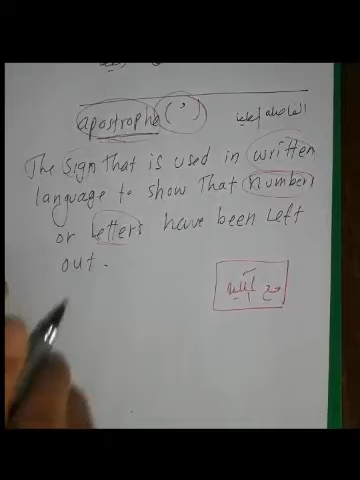 apostrophe ( ' ) الفاصلة العليا
The sign That is used in written
language to show That numbers
or letters have been Left
out.
مع